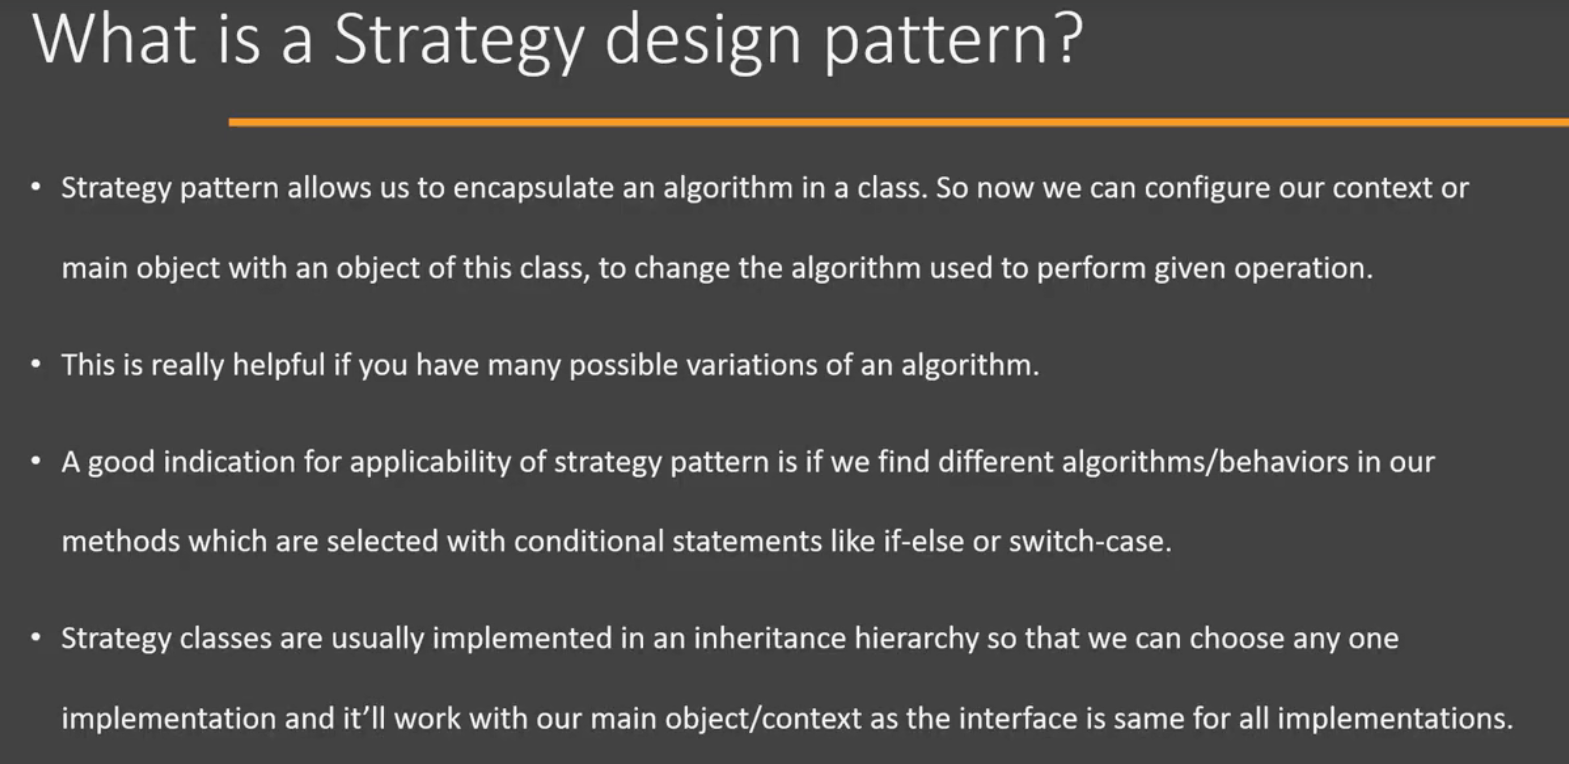 What is a Strategy design pattern?
• Strategy pattern allows us to encapsulate an algorithm in a class. So now we can configure our context or
main object with an object of this class, to change the algorithm used to perform given operation.
• This is really helpful if you have many possible variations of an algorithm.
• A good indication for applicability of strategy pattern is if we find different algorithms/behaviors in our
methods which are selected with conditional statements like if-else or switch-case.
• Strategy classes are usually implemented in an inheritance hierarchy so that we can choose any one
implementation and it’ll work with our main object/context as the interface is same for all implementations.